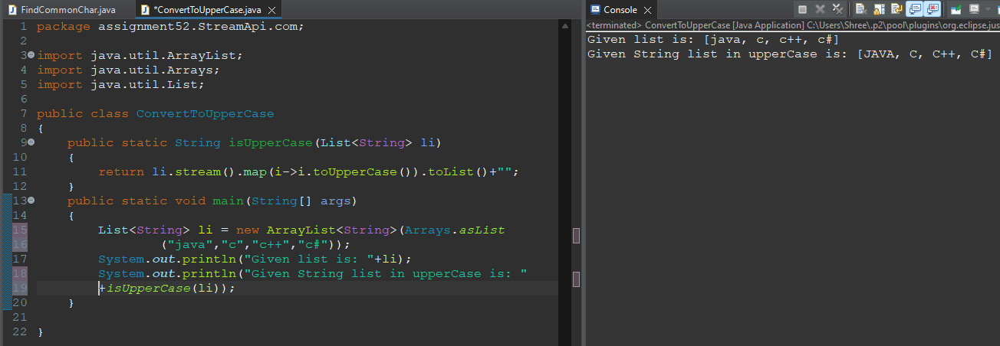 FindCommonChar.java
*ConvertToUpperCase.java
1 package assignment52.StreamApi.com;
2
3 import java.util.ArrayList;
4 import java.util.Arrays;
5 import java.util.List;
6
7 public class ConvertToUpperCase
8 {
9 public static String isUpperCase(List<String> li)
10 {
11 return li.stream().map(i->i.toUpperCase()).toList()+"";
12 }
13 public static void main(String[] args)
14 {
15 List<String> li = new ArrayList<String>(Arrays.asList
16 ("java","c","c++","c#"));
17 System.out.println("Given list is: "+li);
18 System.out.println("Given String list in upperCase is: "
19 +isUpperCase(li));
20 }
21
22 }
Console
<terminated> ConvertToUpperCase [Java Application] C:\Users\Shree\.p2\pool\plugins\org.eclipse.jus
Given list is: [java, c, c++, c#]
Given String list in upperCase is: [JAVA, C, C++, C#]